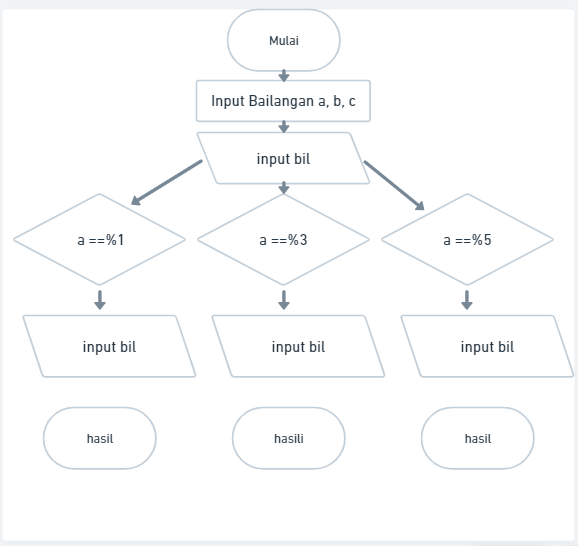 Mulai
Input Bailangan a, b, c
input bil
a ==%1
a ==%3
a ==%5
input bil
input bil
input bil
hasil
hasili
hasil